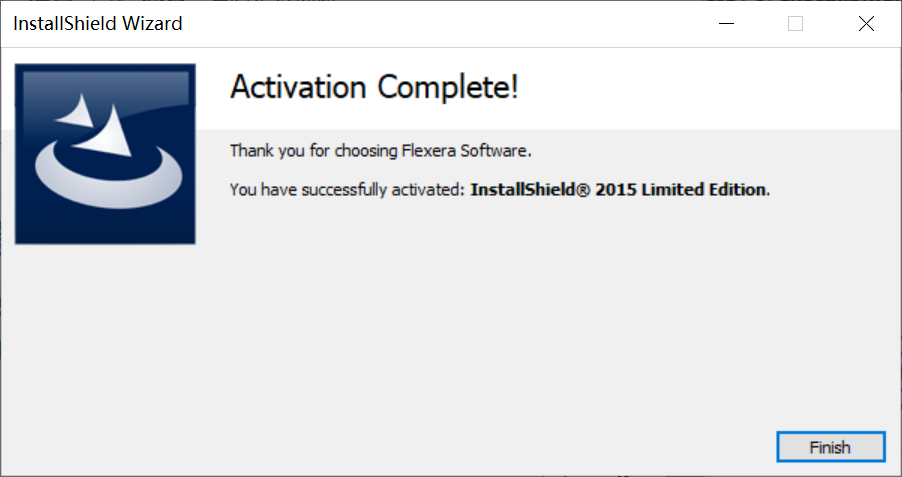 InstallShield Wizard
Activation Complete!
Thank you for choosing Flexera Software.
You have successfully activated: InstallShield® 2015 Limited Edition.
Finish